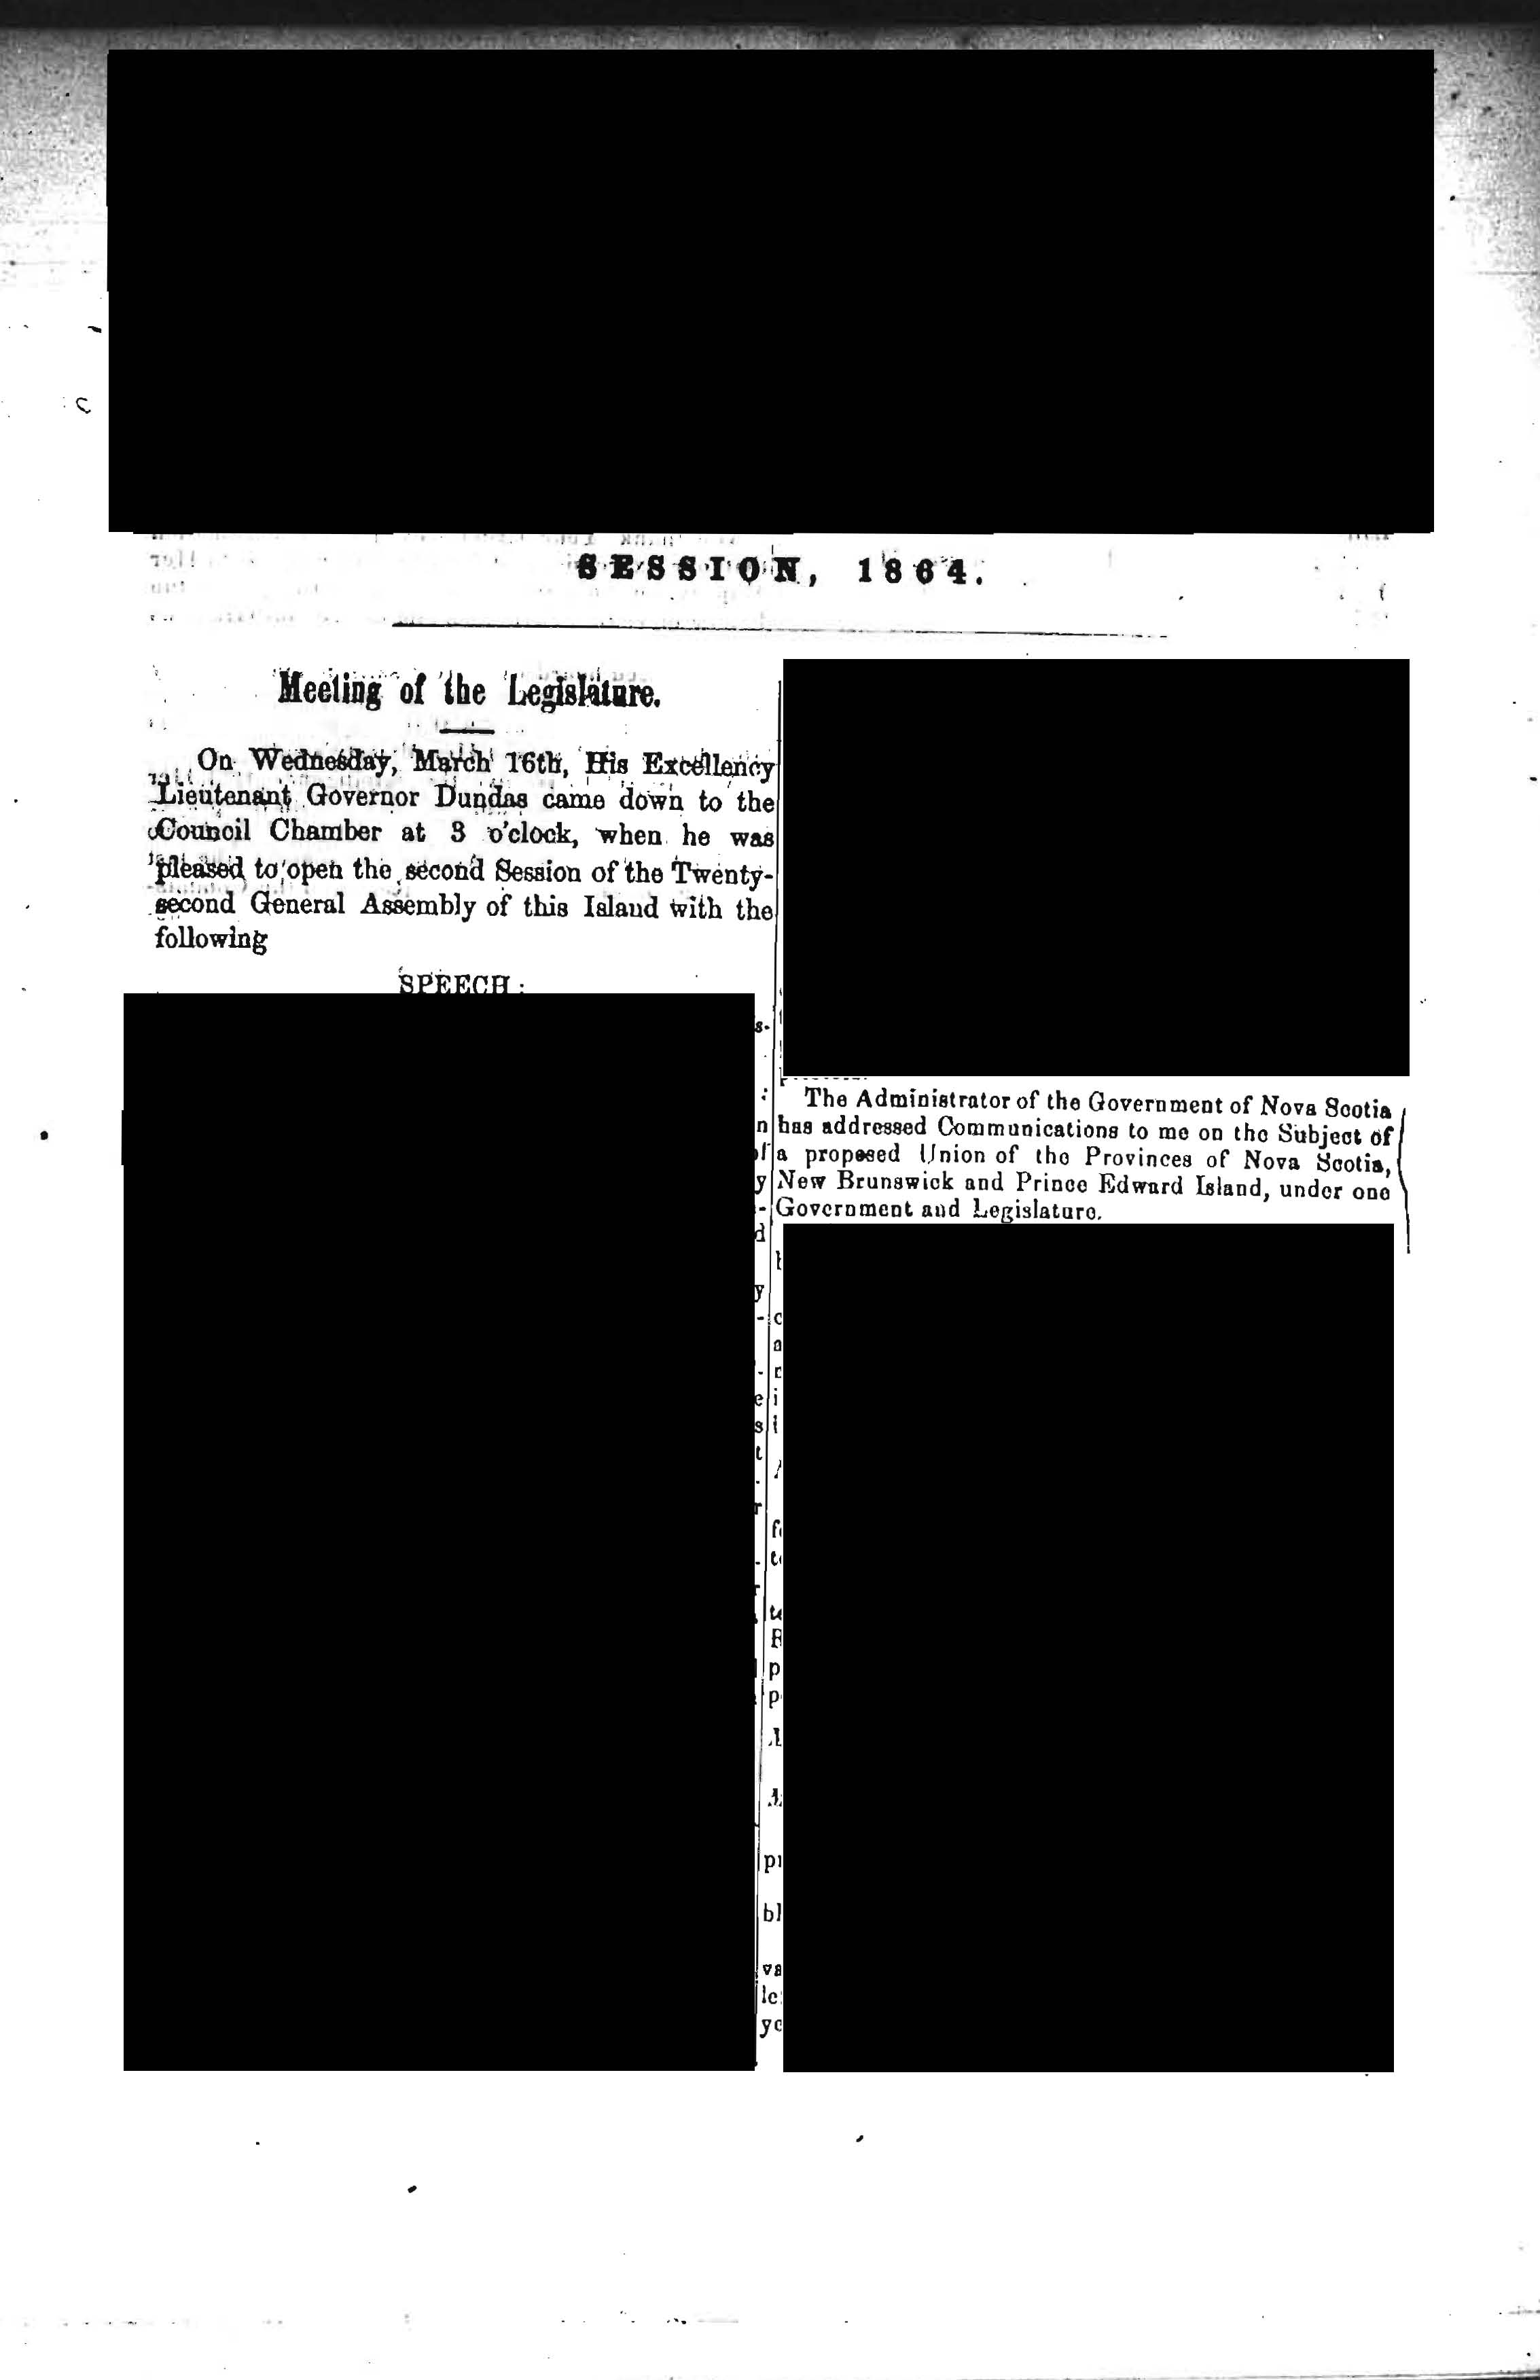 SESSION, 1864.
Meeting of the Legislature.
On Wednesday, March 16th, His Excellency
Lieutenant Governor Dundas came down to the
Council Chamber at 3 o'clock, when he was
pleased to open the second Session of the Twenty-
second General Assembly of this Island with the
following
SPEECH:
The Administrator of the Government of Nova Scotia
has addressed Communications to me on the Subject of
a proposed Union of the Provinces of Nova Scotia,
New Brunswick and Prince Edward Island, under one
Government and Legislature.